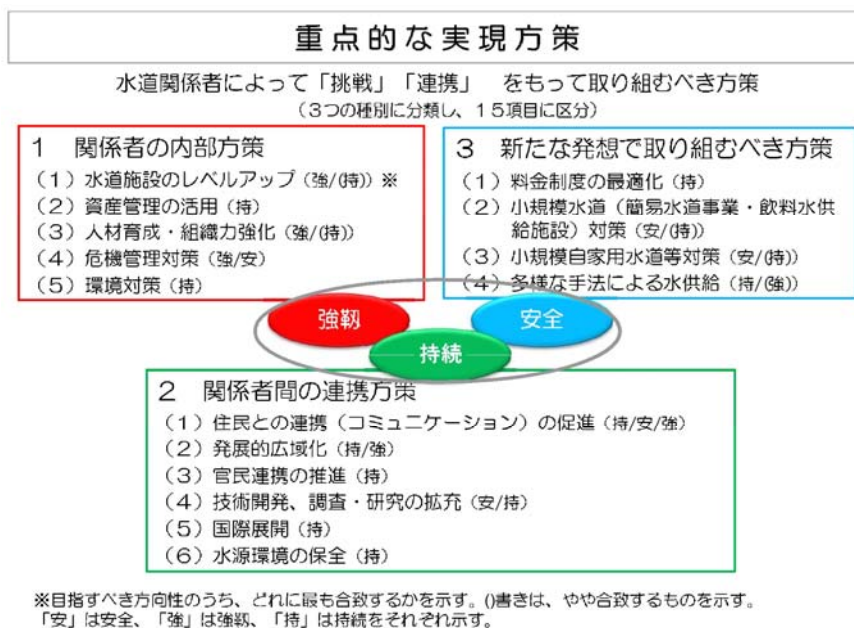 重点的な実現方策
水道関係者によって「挑戦」「連携」　をもって取り組むべき方策
（３つの種別に分類し、１５項目に区分）
１　関係者の内部方策
（１）水道施設のレベルアップ（強/(持)）※
（２）資産管理の活用（持）
（３）人材育成・組織力強化（強/(持)）
（４）危機管理対策（強/安）
（５）環境対策（持）
３　新たな発想で取り組むべき方策
（１）料金制度の最適化（持）
（２）小規模水道（簡易水道事業・飲料水供
給施設）対策（安/(持)）
（３）小規模自家用水道等対策（安/(持)）
（４）多様な手法による水供給（持/(強)）
強靱
安全
持続
２　関係者間の連携方策
（１）住民との連携（コミュニケーション）の促進（持/安/強）
（２）発展的広域化（持/強）
（３）官民連携の推進（持）
（４）技術開発、調査・研究の拡充（安/持）
（５）国際展開（持）
（６）水源環境の保全（持）
※目指すべき方向性のうち、どれに最も合致するかを示す。()書きは、やや合致するものを示す。
「安」は安全、「強」は強靱、「持」は持続をそれぞれ示す。